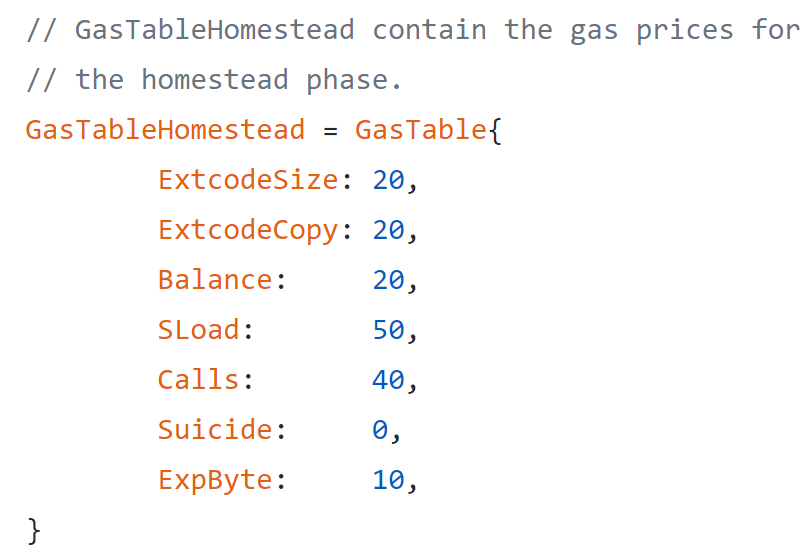 // GasTableHomestead contain the gas prices for
// the homestead phase.
GasTableHomestead = GasTable{
        ExtcodeSize: 20,
        ExtcodeCopy: 20,
        Balance:     20,
        SLoad:       50,
        Calls:       40,
        Suicide:     0,
        ExpByte:     10,
}